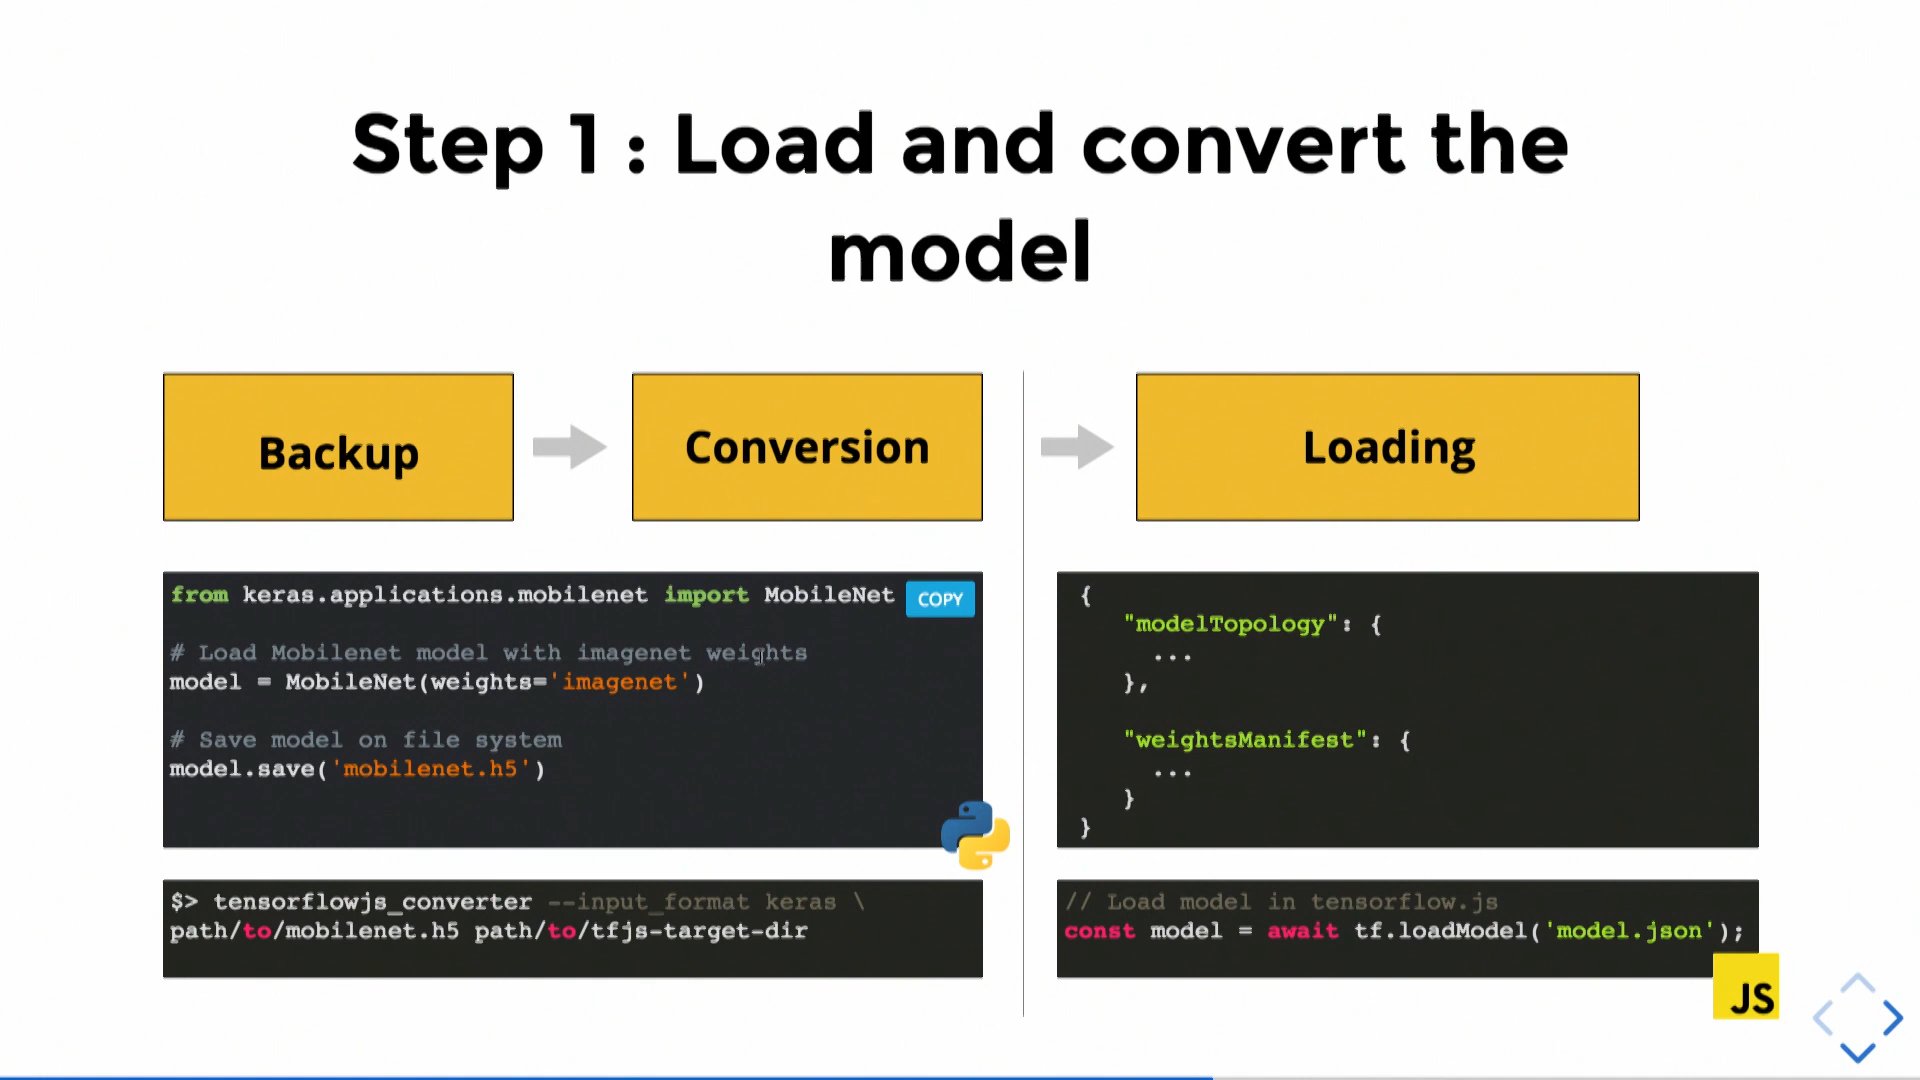 Step 1 : Load and convert the
model
Backup
Conversion
Loading
from keras.applications.mobilenet import MobileNet
COPY
# Load Mobilenet model with imagenet weights
model = MobileNet(weights='imagenet')
# Save model on file system
model.save('mobilenet.h5')
$> tensorflowjs_converter --input_format keras \
path/to/mobilenet.h5 path/to/tfjs-target-dir
{
"modelTopology": {
...
},
"weightsManifest": {
...
}
}
// Load model in tensorflow.js
const model = await tf.loadModel('model.json');
JS